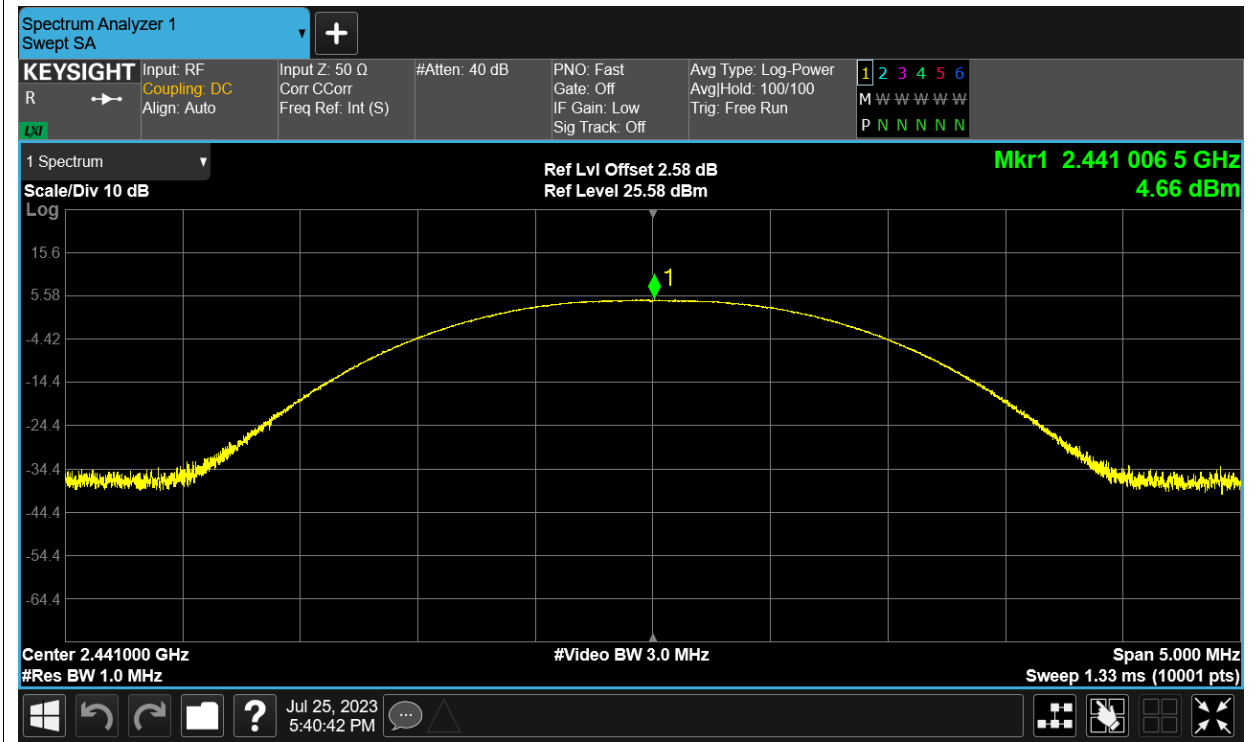 Spectrum Analyzer 1
Swept SA
KEYSIGHT
R
LXI
Input: RF
Coupling: DC
Align: Auto
Input Z: 50 Ω
Corr CCorr
Freq Ref: Int (S)
#Atten: 40 dB
PNO: Fast
Gate: Off
IF Gain: Low
Sig Track: Off
Avg Type: Log-Power
Avg|Hold: 100/100
Trig: Free Run
1 2 3 4 5 6
M W W W W W
P N N N N N
1 Spectrum
Scale/Div 10 dB
Log
Ref Lvl Offset 2.58 dB
Ref Level 25.58 dBm
Mkr1 2.441 006 5 GHz
4.66 dBm
1
15.6
5.58
-4.42
-14.4
-24.4
-34.4
-44.4
-54.4
-64.4
Center 2.441000 GHz
#Res BW 1.0 MHz
#Video BW 3.0 MHz
Span 5.000 MHz
Sweep 1.33 ms (10001 pts)
?
Jul 25, 2023
5:40:42 PM